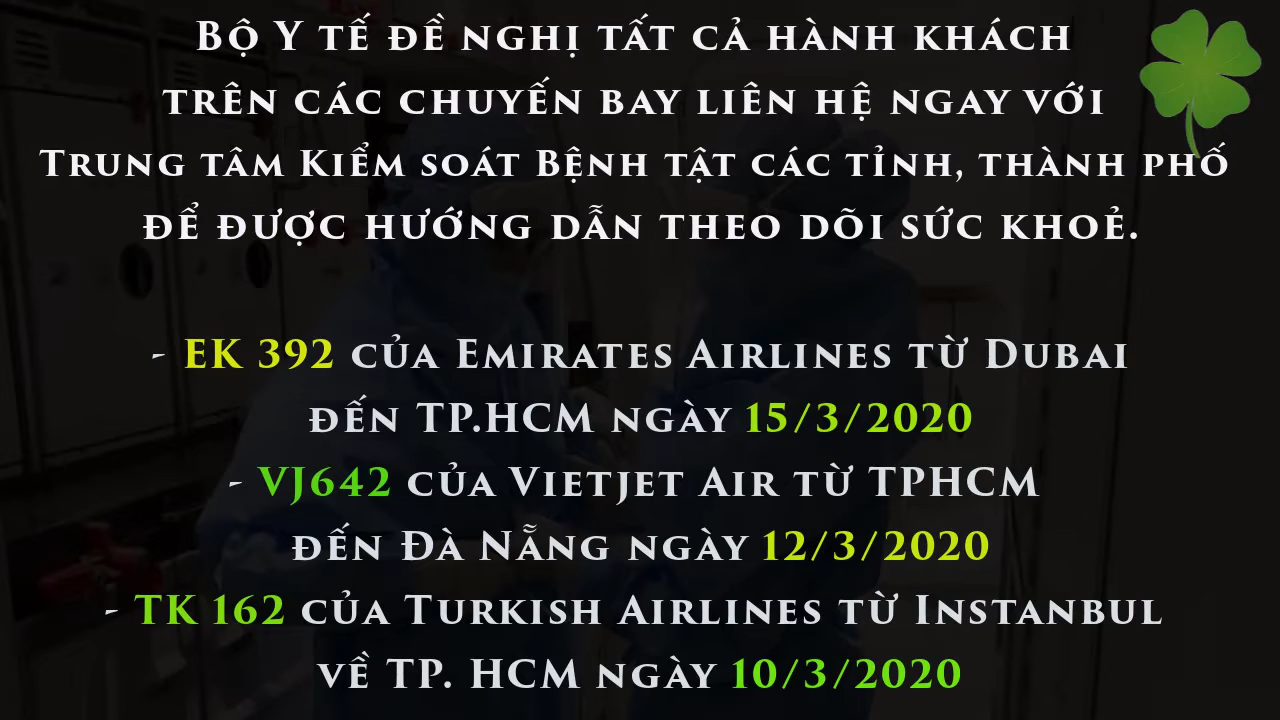 Bộ Y tế đề nghị tất cả hành khách
trên các chuyến bay liên hệ ngay với
Trung tâm Kiểm soát Bệnh tật các tỉnh, thành phố
để được hướng dẫn theo dõi sức khoẻ.
- EK 392 của Emirates Airlines từ Dubai
đến TP.HCM ngày 15/3/2020
- VJ642 của Vietjet Air từ TPHCM
đến Đà Nẵng ngày 12/3/2020
- TK 162 của Turkish Airlines từ Instanbul
về TP. HCM ngày 10/3/2020